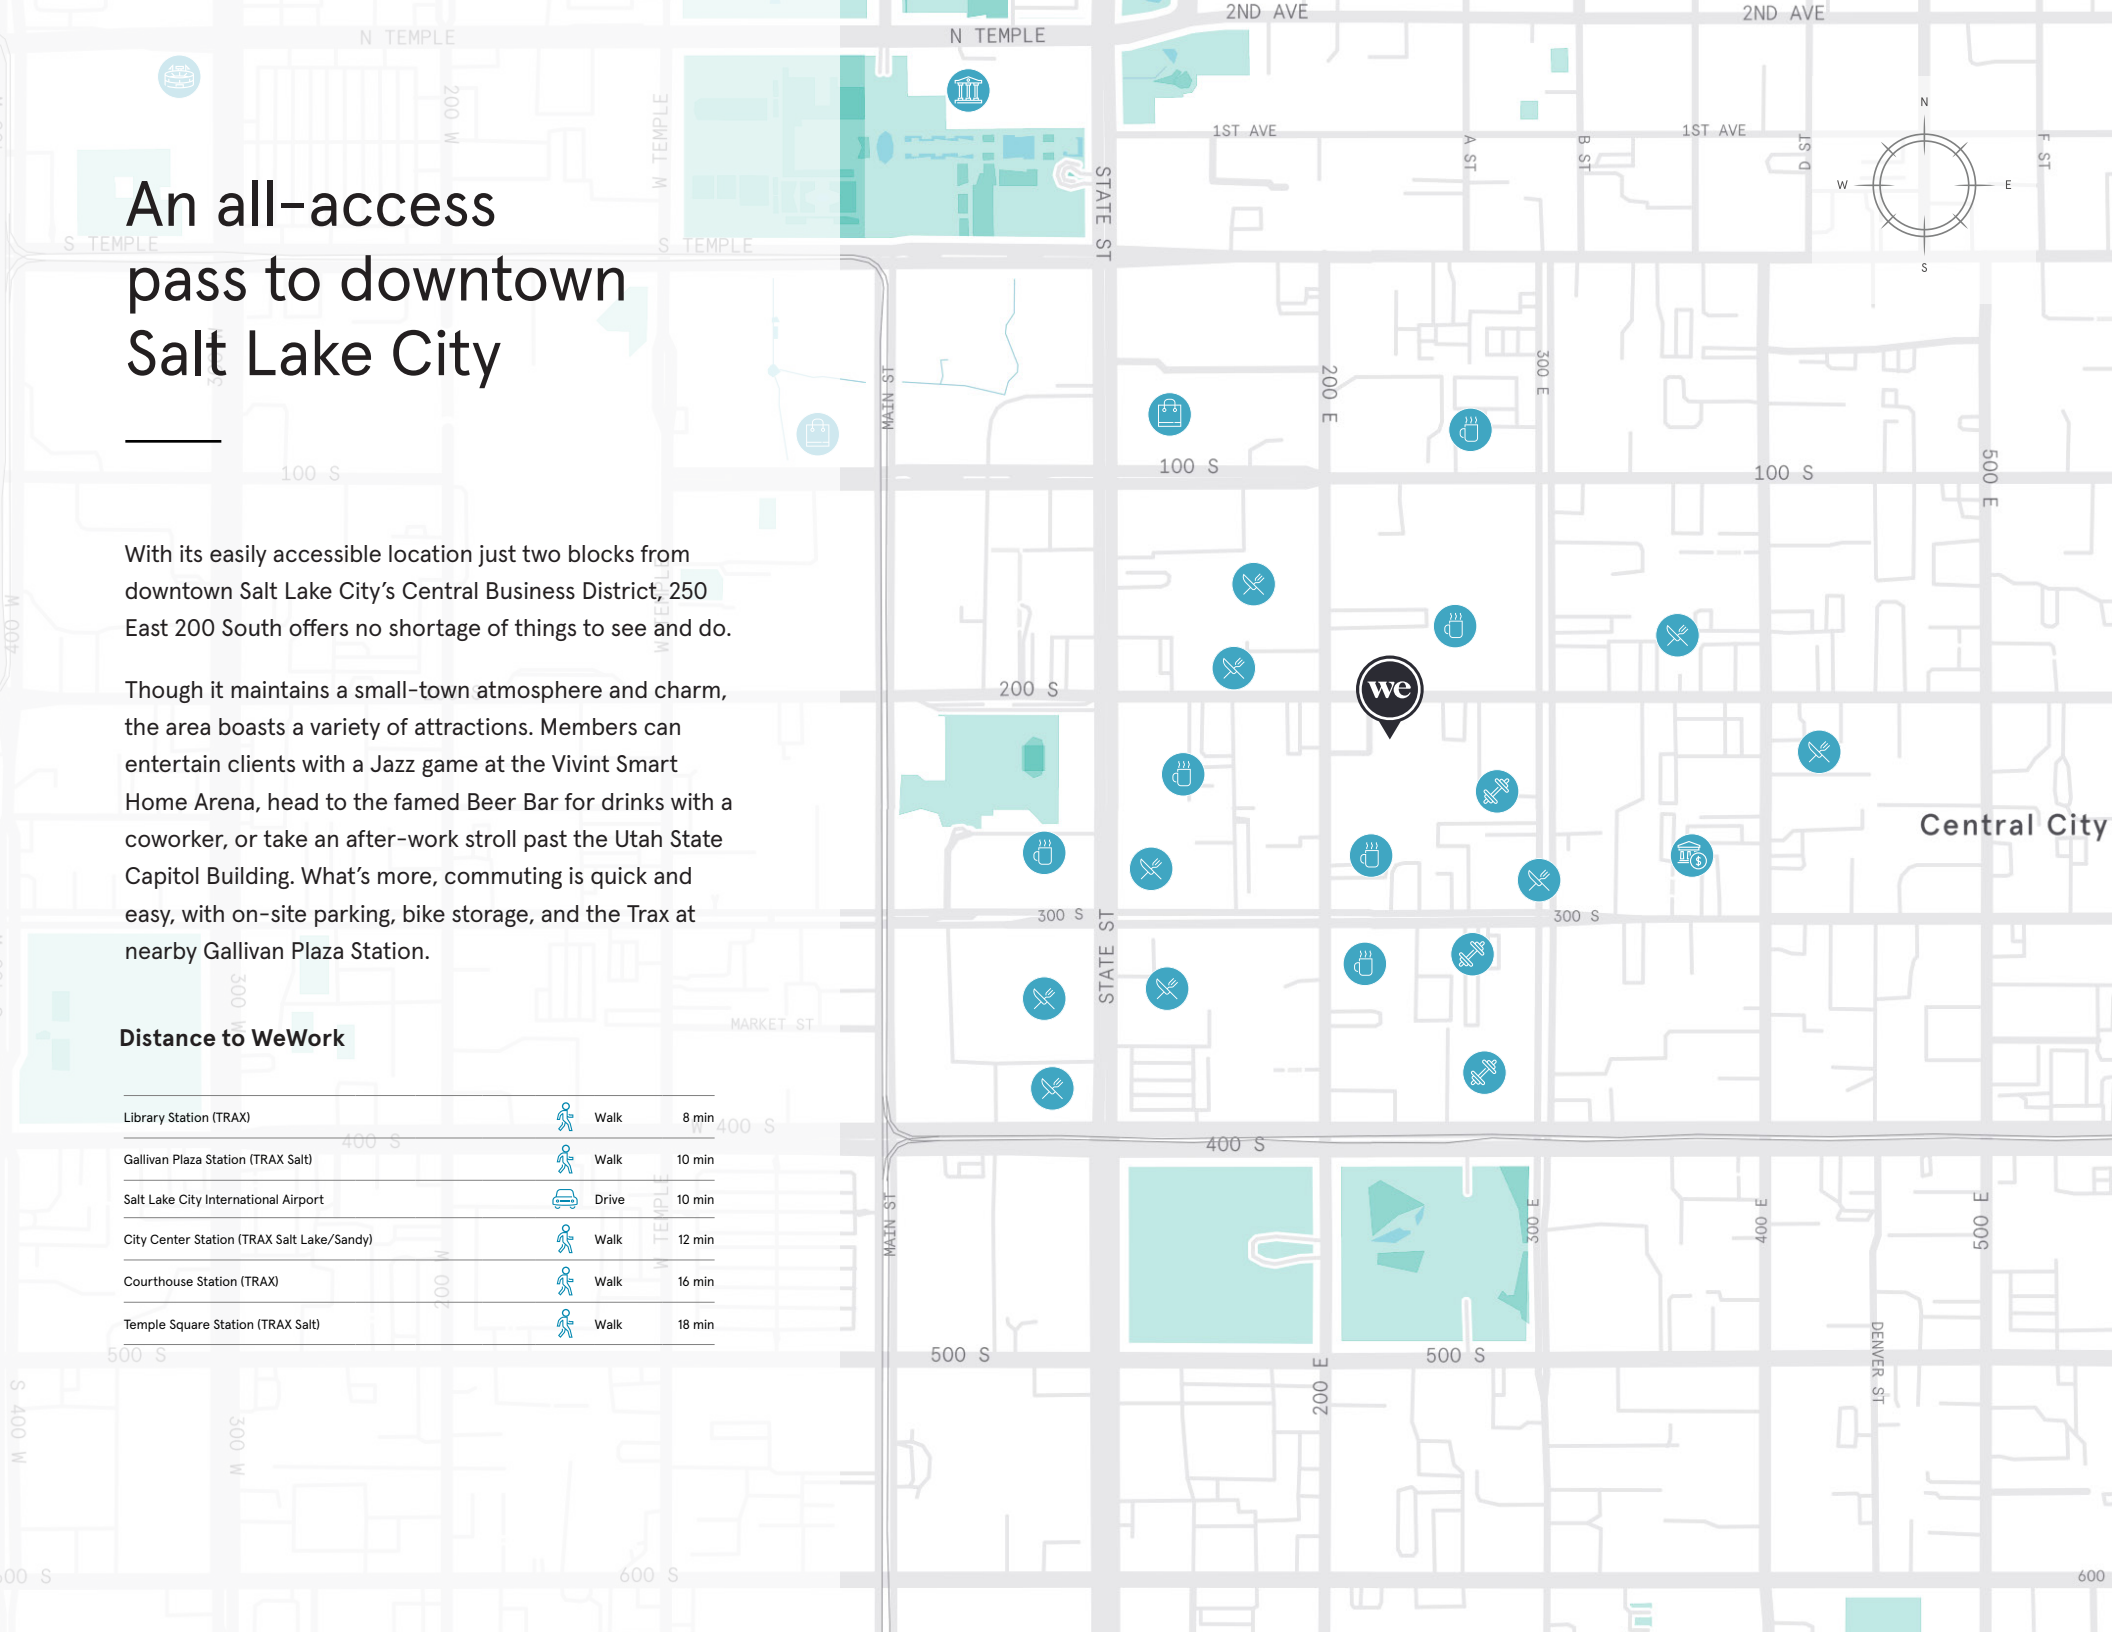 An all-access
pass to downtown
Salt Lake City
With its easily accessible location just two blocks from
downtown Salt Lake City's Central Business District, 250
East 200 South offers no shortage of things to see and do.
Though it maintains a small-town atmosphere and charm,
the area boasts a variety of attractions. Members can
entertain clients with a Jazz game at the Vivint Smart
Home Arena, head to the famed Beer Bar for drinks with a
coworker, or take an after-work stroll past the Utah State
Capitol Building. What's more, commuting is quick and
easy, with on-site parking, bike storage, and the Trax at
nearby Gallivan Plaza Station.
Distance to WeWork
Library Station (TRAX) Walk 8 min
Gallivan Plaza Station (TRAX Salt) Walk 10 min
Salt Lake City International Airport Drive 10 min
City Center Station (TRAX Salt Lake/Sandy) Walk 12 min
Courthouse Station (TRAX) Walk 16 min
Temple Square Station (TRAX Salt) Walk 18 min
2ND AVE
2ND AVE
N TEMPLE
N TEMPLE
200 W
W TEMPLE
1ST AVE
1ST AVE
A ST
B ST
D ST
F ST
N
W
E
S
STATE ST
S TEMPLE
S TEMPLE
300 W
MAIN ST
200 E
300 E
100 S
100 S
100 S
500 E
400 W
W TEMPLE
we
200 S
Central City
300 S
300 S
STATE ST
300 W
MARKET ST
400 S
W 400 S
400 S
W TEMPLE
200 W
MAIN ST
300 E
400 E
500 E
500 S
500 S
500 S
200 E
DENVER ST
S 400 W
300 W
600 S
600